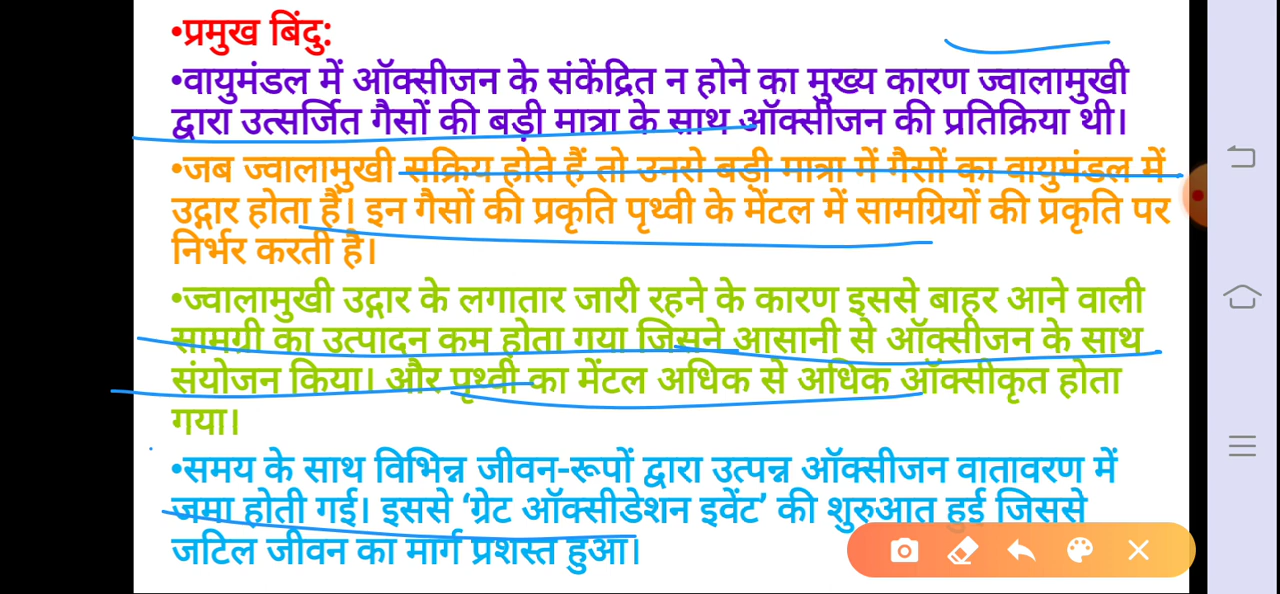 •प्रमुख बिंदु:
•वायुमंडल में ऑक्सीजन के संकेंद्रित न होने का मुख्य कारण ज्वालामुखी
द्वारा उत्सर्जित गैसों की बड़ी मात्रा के साथ ऑक्सीजन की प्रतिक्रिया थी।
•जब ज्वालामुखी सक्रिय होते हैं तो उनसे बड़ी मात्रा में गैसों का वायुमंडल में
उद्गार होता हैं। इन गैसों की प्रकृति पृथ्वी के मेंटल में सामग्रियों की प्रकृति पर
निर्भर करती है।
•ज्वालामुखी उद्गार के लगातार जारी रहने के कारण इससे बाहर आने वाली
सामग्री का उत्पादन कम होता गया जिसने आसानी से ऑक्सीजन के साथ
संयोजन किया। और पृथ्वी का मेंटल अधिक से अधिक ऑक्सीकृत होता
गया।
•समय के साथ विभिन्न जीवन-रूपों द्वारा उत्पन्न ऑक्सीजन वातावरण में
जमा होती गई। इससे ‘ग्रेट ऑक्सीडेशन इवेंट’ की शुरुआत हुई जिससे
जटिल जीवन का मार्ग प्रशस्त हुआ।